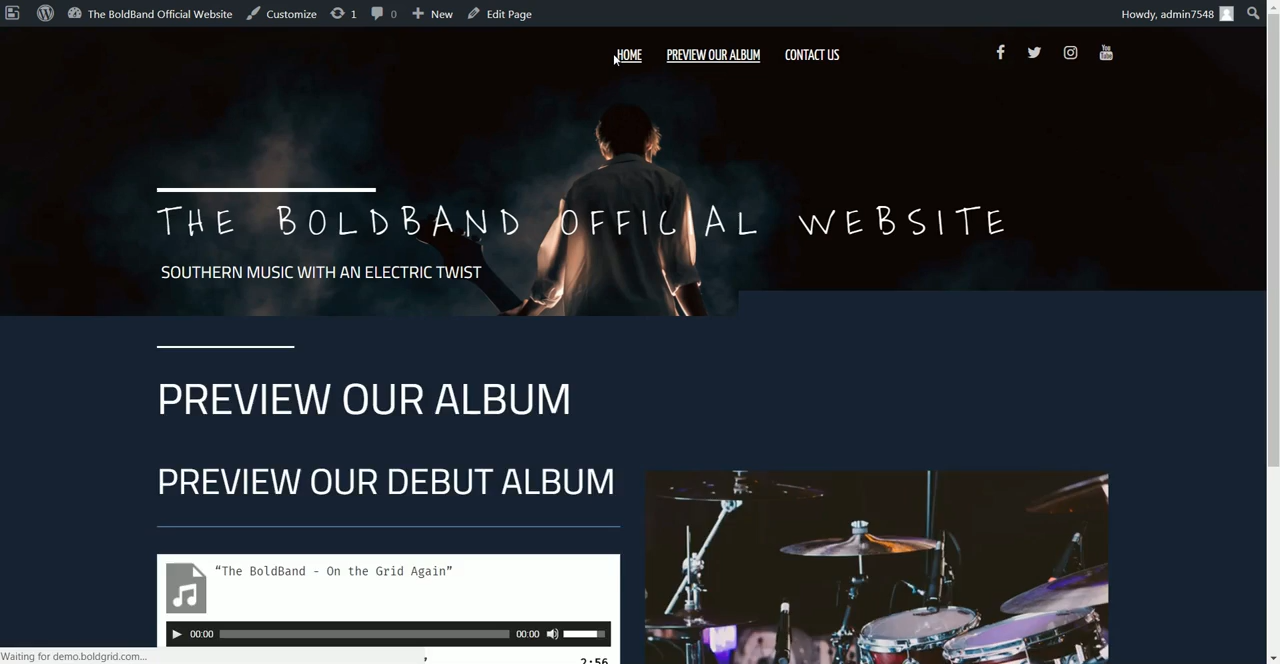 The BoldBand Official Website Customize 1 0 New Edit Page Howdy, admin7548
HOME PREVIEW OUR ALBUM CONTACT US
You Tube
THE BOLDBAND OFFICIAL WEBSITE
SOUTHERN MUSIC WITH AN ELECTRIC TWIST
PREVIEW OUR ALBUM
PREVIEW OUR DEBUT ALBUM
“The BoldBand - On the Grid Again”
00:00 00:00
2:56
Waiting for demo.boldgrid.com...